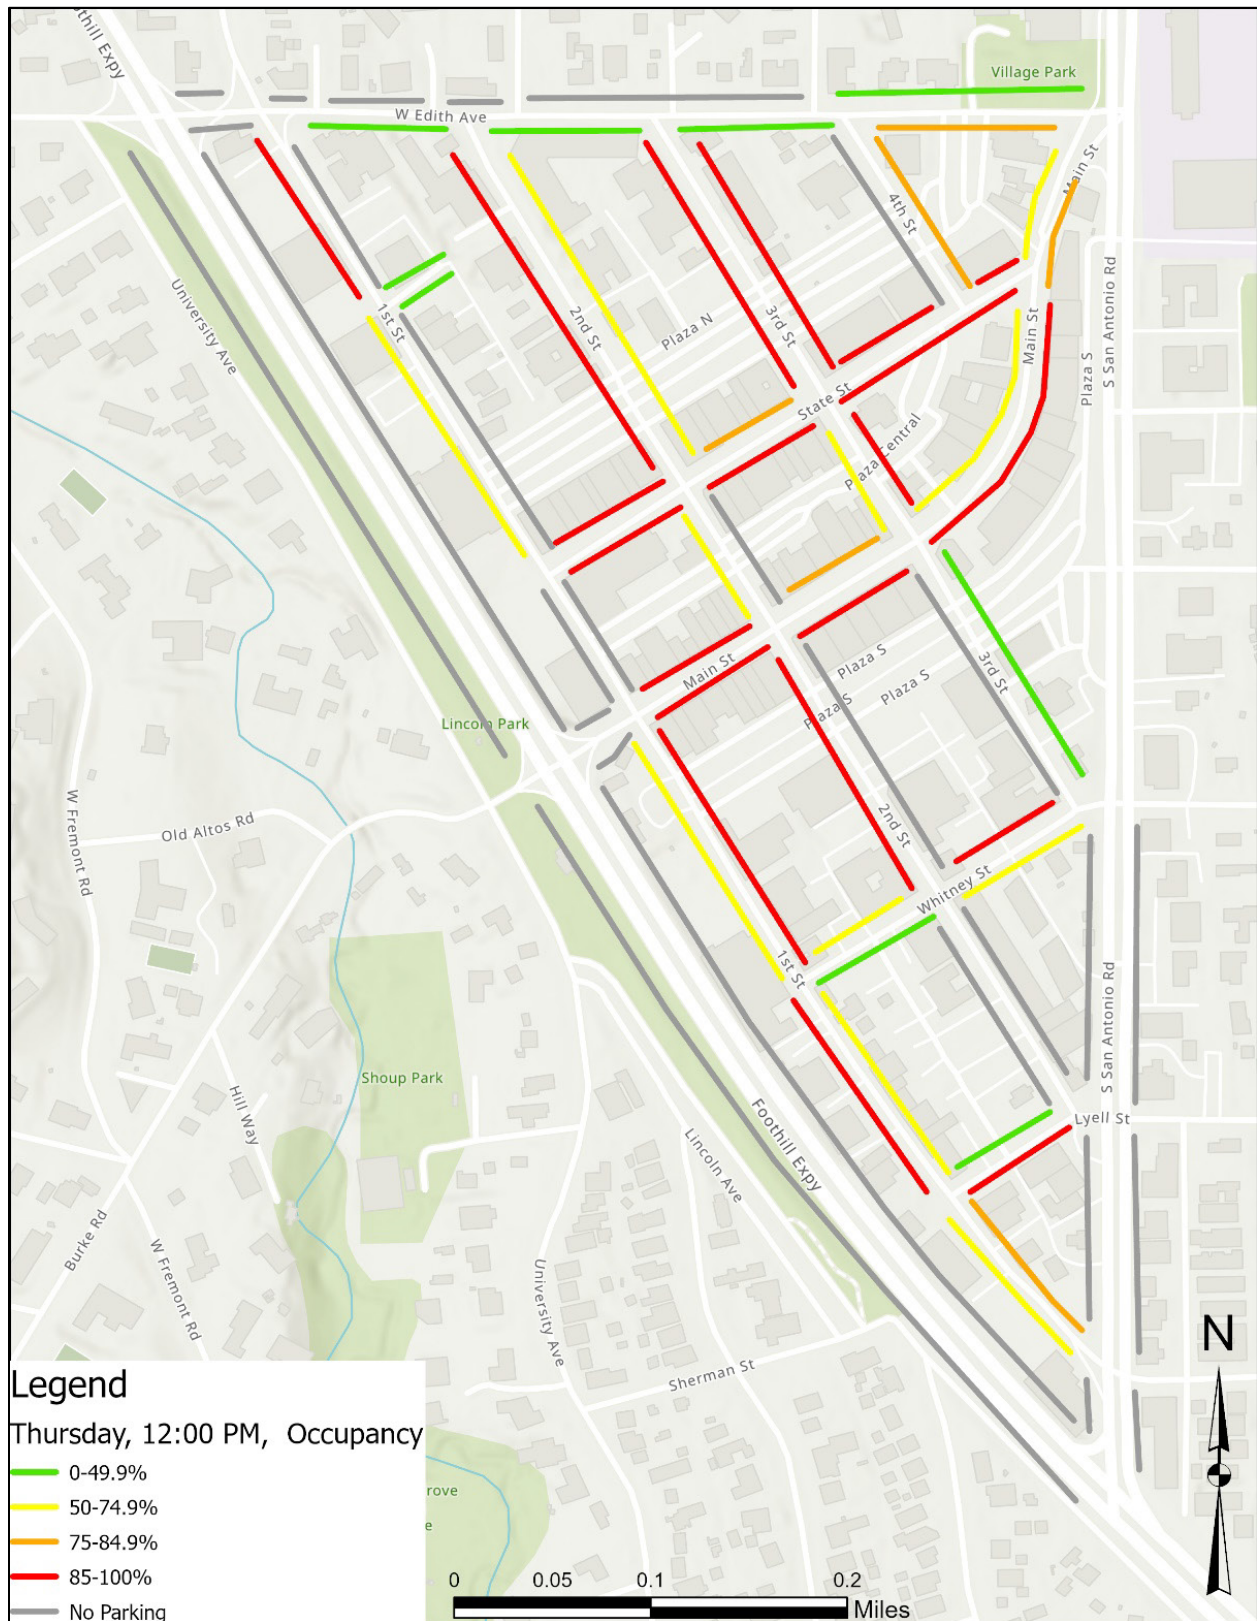 othill Expy
Village Park
W Edith Ave
Main St
4th St
University Ave
1st St
2nd St
Plaza N
3rd St
State St
Main St
Plaza S
S San Antonio Rd
Plaza Central
Main St
Plaza S
Plaza S
Plaza S
3rd St
Lincoln Park
W Fremont Rd
Old Altos Rd
2nd St
Whitney St
1st St
S San Antonio Rd
Shoup Park
Hill Way
Foothill Expy
Lyell St
Lincoln Ave
Burke Rd
W Fremont Rd
University Ave
Sherman St
N
Legend
Thursday, 12:00 PM, Occupancy
0-49.9%
50-74.9%
75-84.9%
85-100%
No Parking
rove
e
0 0.05 0.1 0.2
Miles